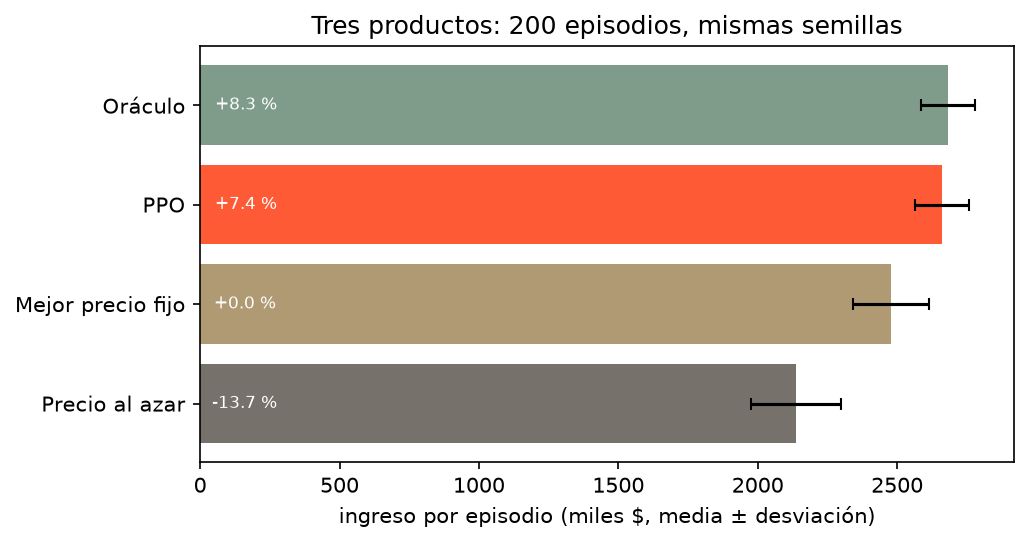 Tres productos: 200 episodios, mismas semillas
Oráculo
+8.3 %
PPO
+7.4 %
Mejor precio fijo
+0.0 %
Precio al azar
-13.7 %
0 500 1000 1500 2000 2500
ingreso por episodio (miles $, media ± desviación)